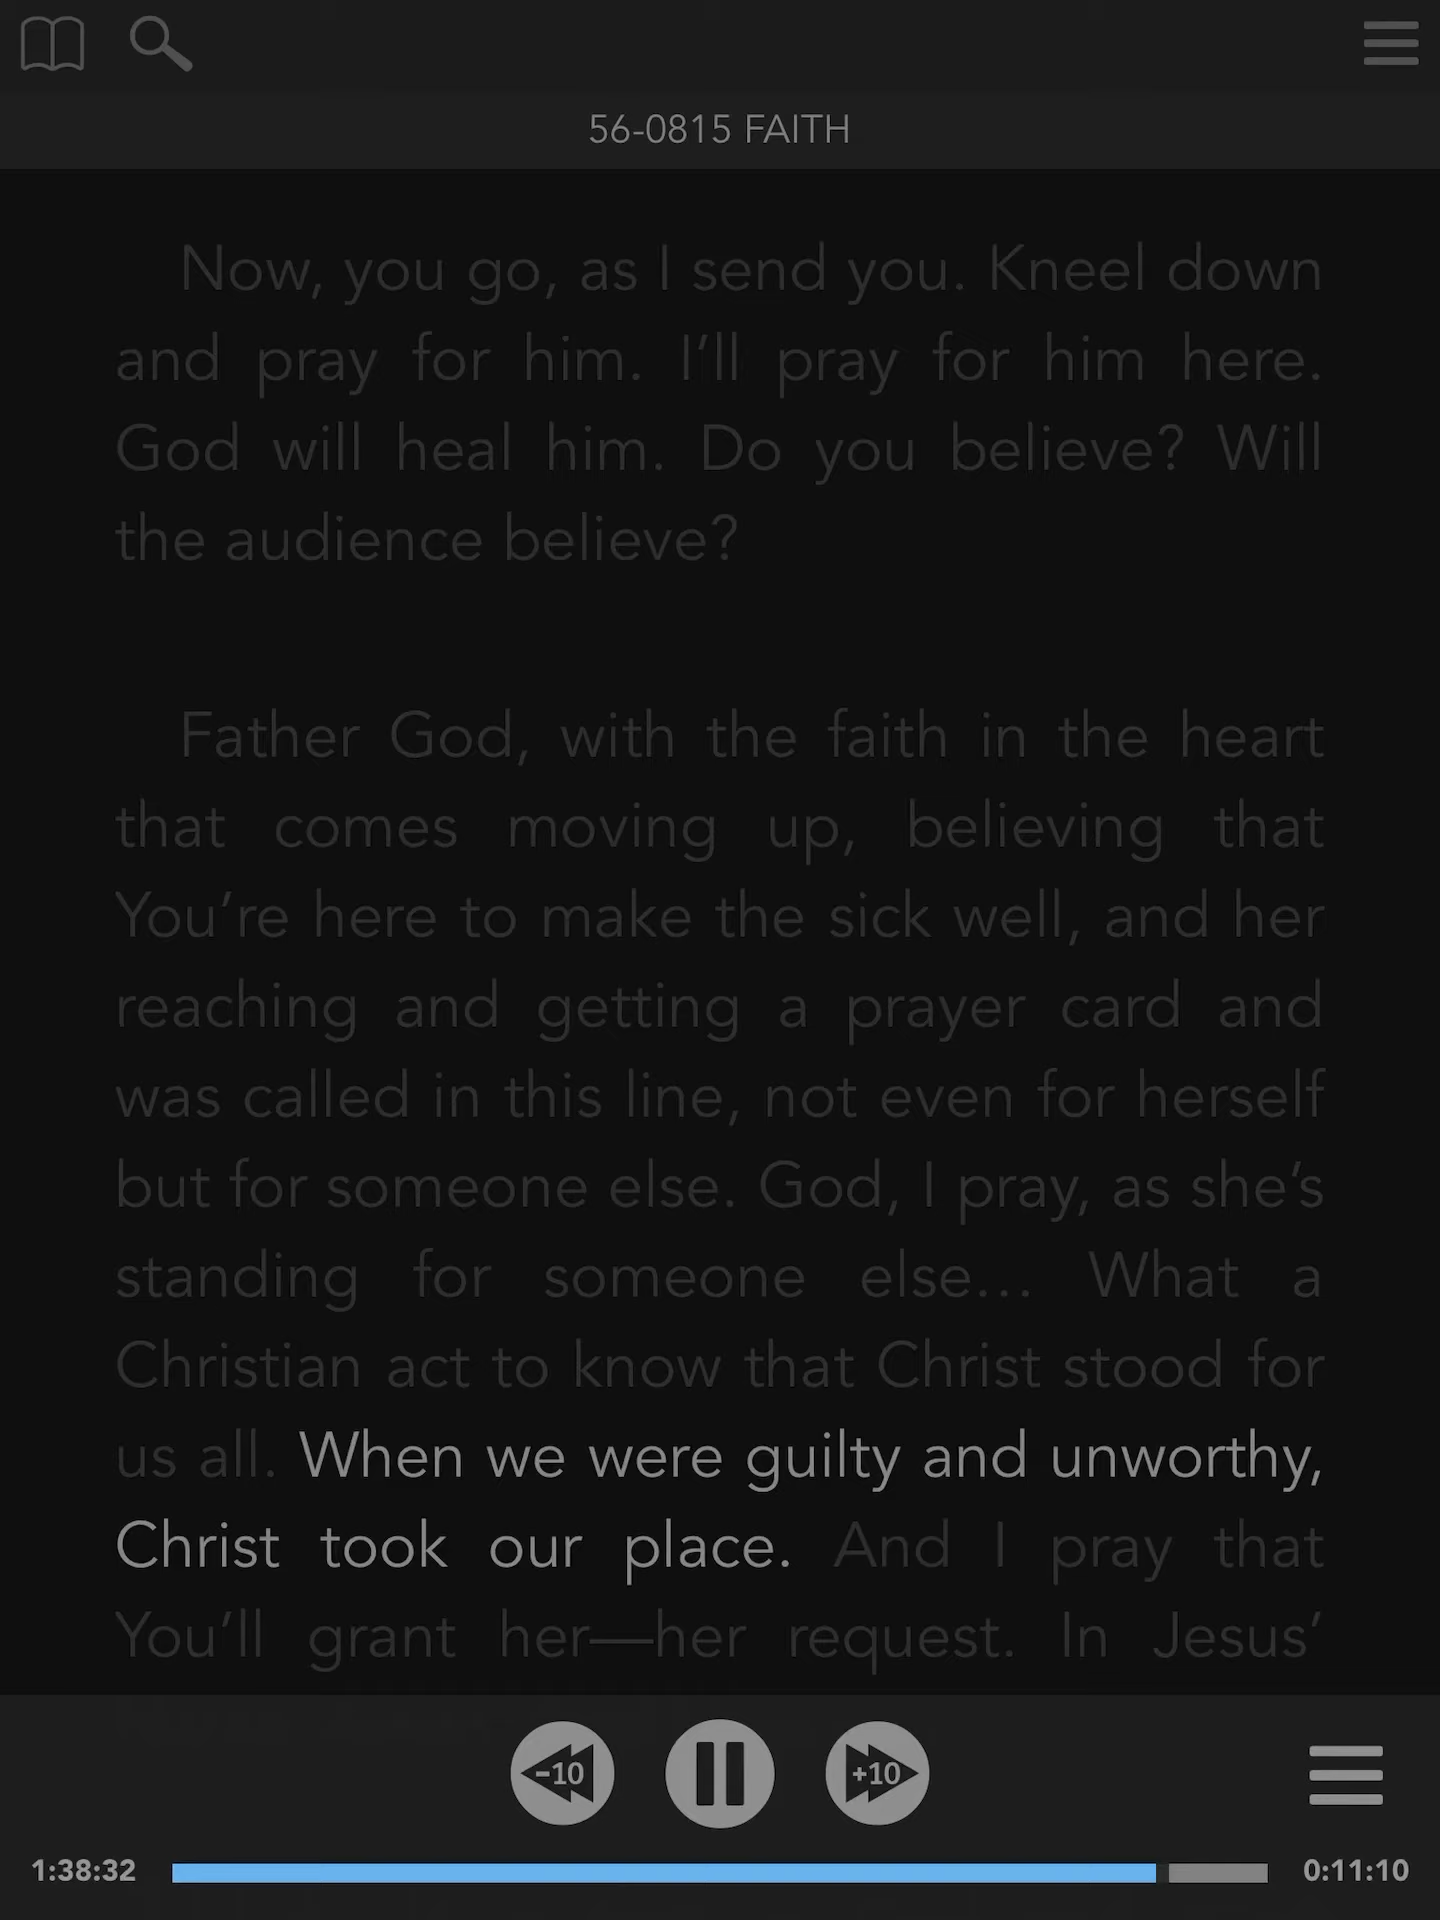 56-0815 FAITH
Now, you go, as I send you. Kneel down
and pray for him. I’ll pray for him here.
God will heal him. Do you believe? Will
the audience believe?
Father God, with the faith in the heart
that comes moving up, believing that
You’re here to make the sick well, and her
reaching and getting a prayer card and
was called in this line, not even for herself
but for someone else. God, I pray, as she’s
standing for someone else… What a
Christian act to know that Christ stood for
us all. When we were guilty and unworthy,
Christ took our place. And I pray that
You’ll grant her—her request. In Jesus’
-10 +10
1:38:32 0:11:10